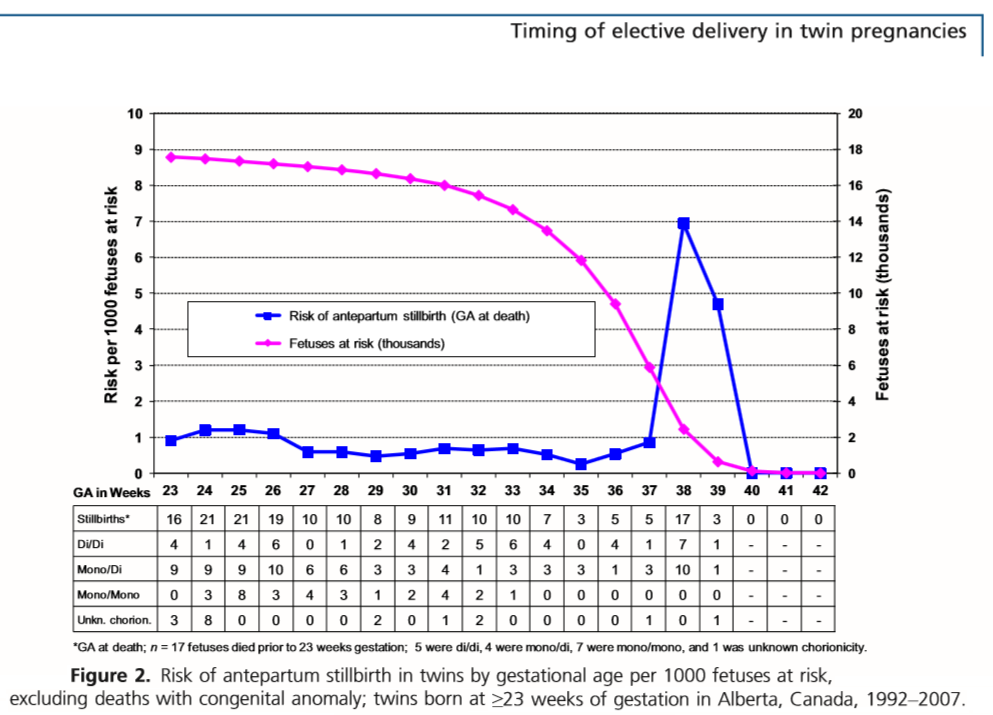 Timing of elective delivery in twin pregnancies
10 20
9 18
8 16
7 14
6 12
5 10
4 8
3 6
2 4
1 2
0 0
Risk per 1000 fetuses at risk
Fetuses at risk (thousands)
Risk of antepartum stillbirth (GA at death)
Fetuses at risk (thousands)
GA in Weeks 23 24 25 26 27 28 29 30 31 32 33 34 35 36 37 38 39 40 41 42
Stillbirths* 16 21 21 19 10 10 8 9 11 10 10 7 3 5 5 17 3 0 0 0
Di/Di 4 1 4 6 0 1 2 4 2 5 6 4 0 4 1 7 1 - - -
Mono/Di 9 9 9 10 6 6 3 3 4 1 3 3 3 1 3 10 1 - - -
Mono/Mono 0 3 8 3 4 3 1 2 4 2 1 0 0 0 0 0 0 - - -
Unkn. chorion. 3 8 0 0 0 0 2 0 1 2 0 0 0 0 1 0 1 - - -
*GA at death; n = 17 fetuses died prior to 23 weeks gestation; 5 were di/di, 4 were mono/di, 7 were mono/mono, and 1 was unknown chorionicity.
Figure 2. Risk of antepartum stillbirth in twins by gestational age per 1000 fetuses at risk,
excluding deaths with congenital anomaly; twins born at ≥23 weeks of gestation in Alberta, Canada, 1992–2007.